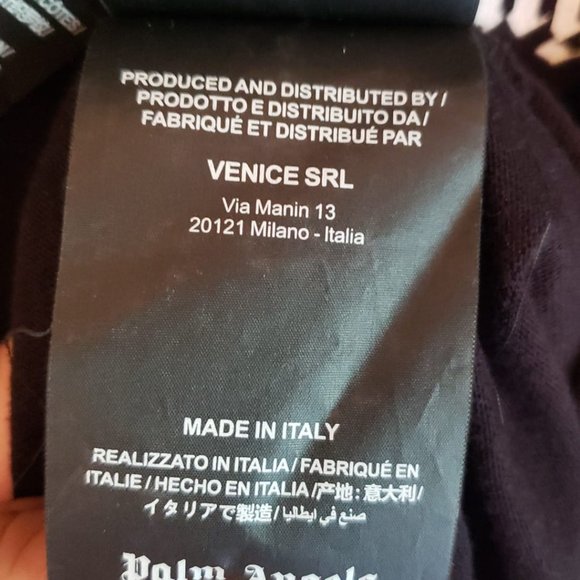 PRODUCED AND DISTRIBUTED BY/
PRODOTTO E DISTRIBUITO DA/
FABRIQUÉ ET DISTRIBUÉ PAR
VENICE SRL
Via Manin 13
20121 Milano - Italia
MADE IN ITALY
REALIZZATO IN ITALIA / FABRIQUÉ EN
ITALIE / HECHO EN ITALIA /产地: 意大利/
イタリアで製造/ صنع في ايطاليا
Palm Angels